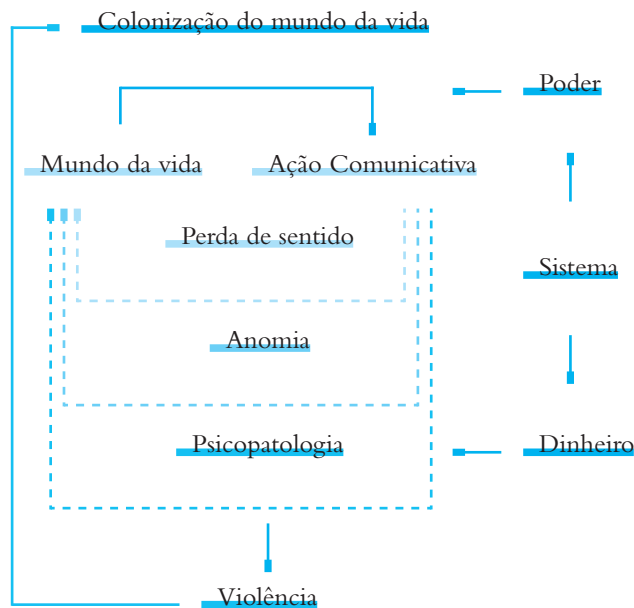 Colonização do mundo da vida
Poder
Mundo da vida
Ação Comunicativa
Perda de sentido
Sistema
Anomia
Psicopatologia
Dinheiro
Violência